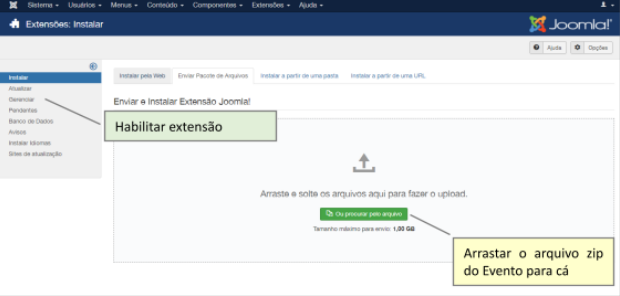 Sistema Usuários Menus Conteúdo Componentes Extensões Ajuda
Extensões: Instalar
Joomla!
Ajuda Opções
Instalar
Atualizar
Gerenciar
Pendentes
Banco de Dados
Avisos
Instalar Idiomas
Sites de atualização
Instalar pela Web Enviar Pacote de Arquivos Instalar a partir de uma pasta Instalar a partir de uma URL
Enviar e Instalar Extensão Joomla!
Habilitar extensão
Arraste e solte os arquivos aqui para fazer o upload.
Ou procurar pelo arquivo
Tamanho máximo para envio: 1,00 GB
Arrastar o arquivo zip
do Evento para cá